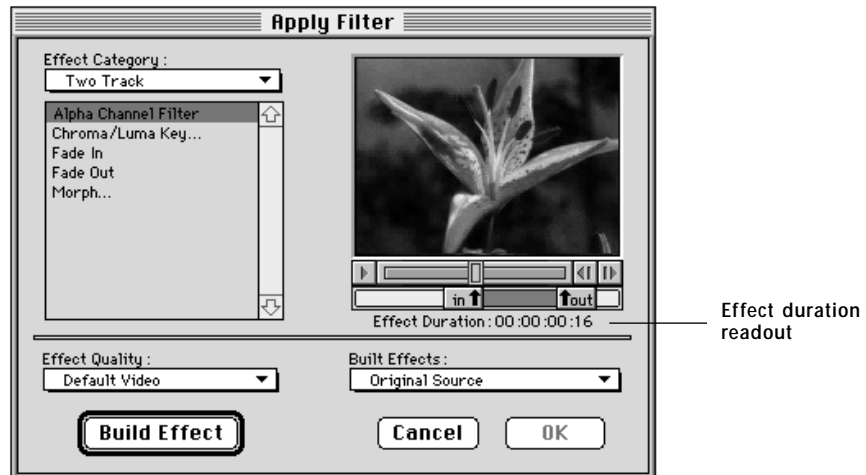 Apply Filter
Effect Category :
Two Track
Alpha Channel Filter
Chroma/Luma Key...
Fade In
Fade Out
Morph...
in
out
Effect Duration: 00:00:00:16
Effect duration
readout
Effect Quality :
Default Video
Built Effects :
Original Source
Build Effect
Cancel
OK